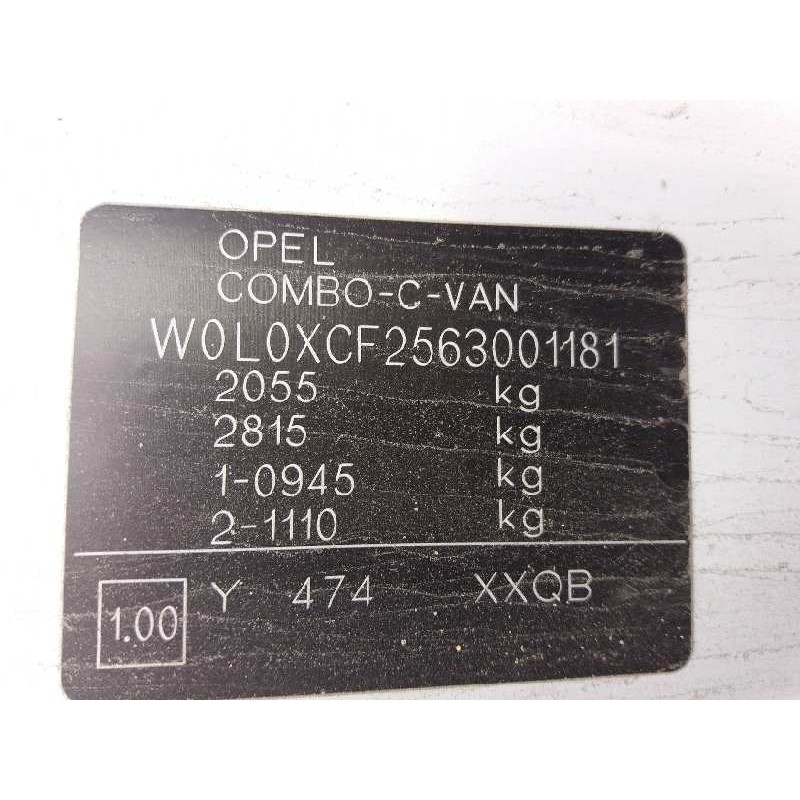 OPEL
COMBO-C-VAN
W0L0XCF2563001181
2055 kg
2815 kg
1-0945 kg
2-1110 kg
1.00 Y 474 XXQB